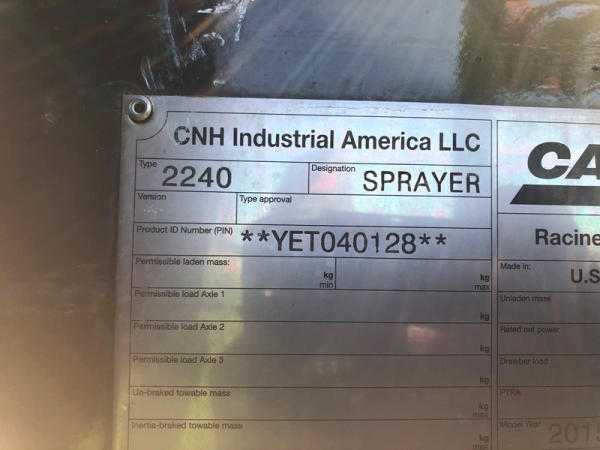 CNH Industrial America LLC
Type
2240
Designation
SPRAYER
Version
Type approval
Product ID Number (PIN)
**YET040128**
Permissible laden mass:
kg
min
kg
max
Permissible load Axle 1
kg
Permissible load Axle 2
kg
Permissible load Axle 3
kg
Un-braked towable mass
kg
max
Inertia-braked towable mass
kg
CA
Racine
Made in:
U.S
Unladen mass
Rated net power
Drawbar load
PTRA
Model Year
2015